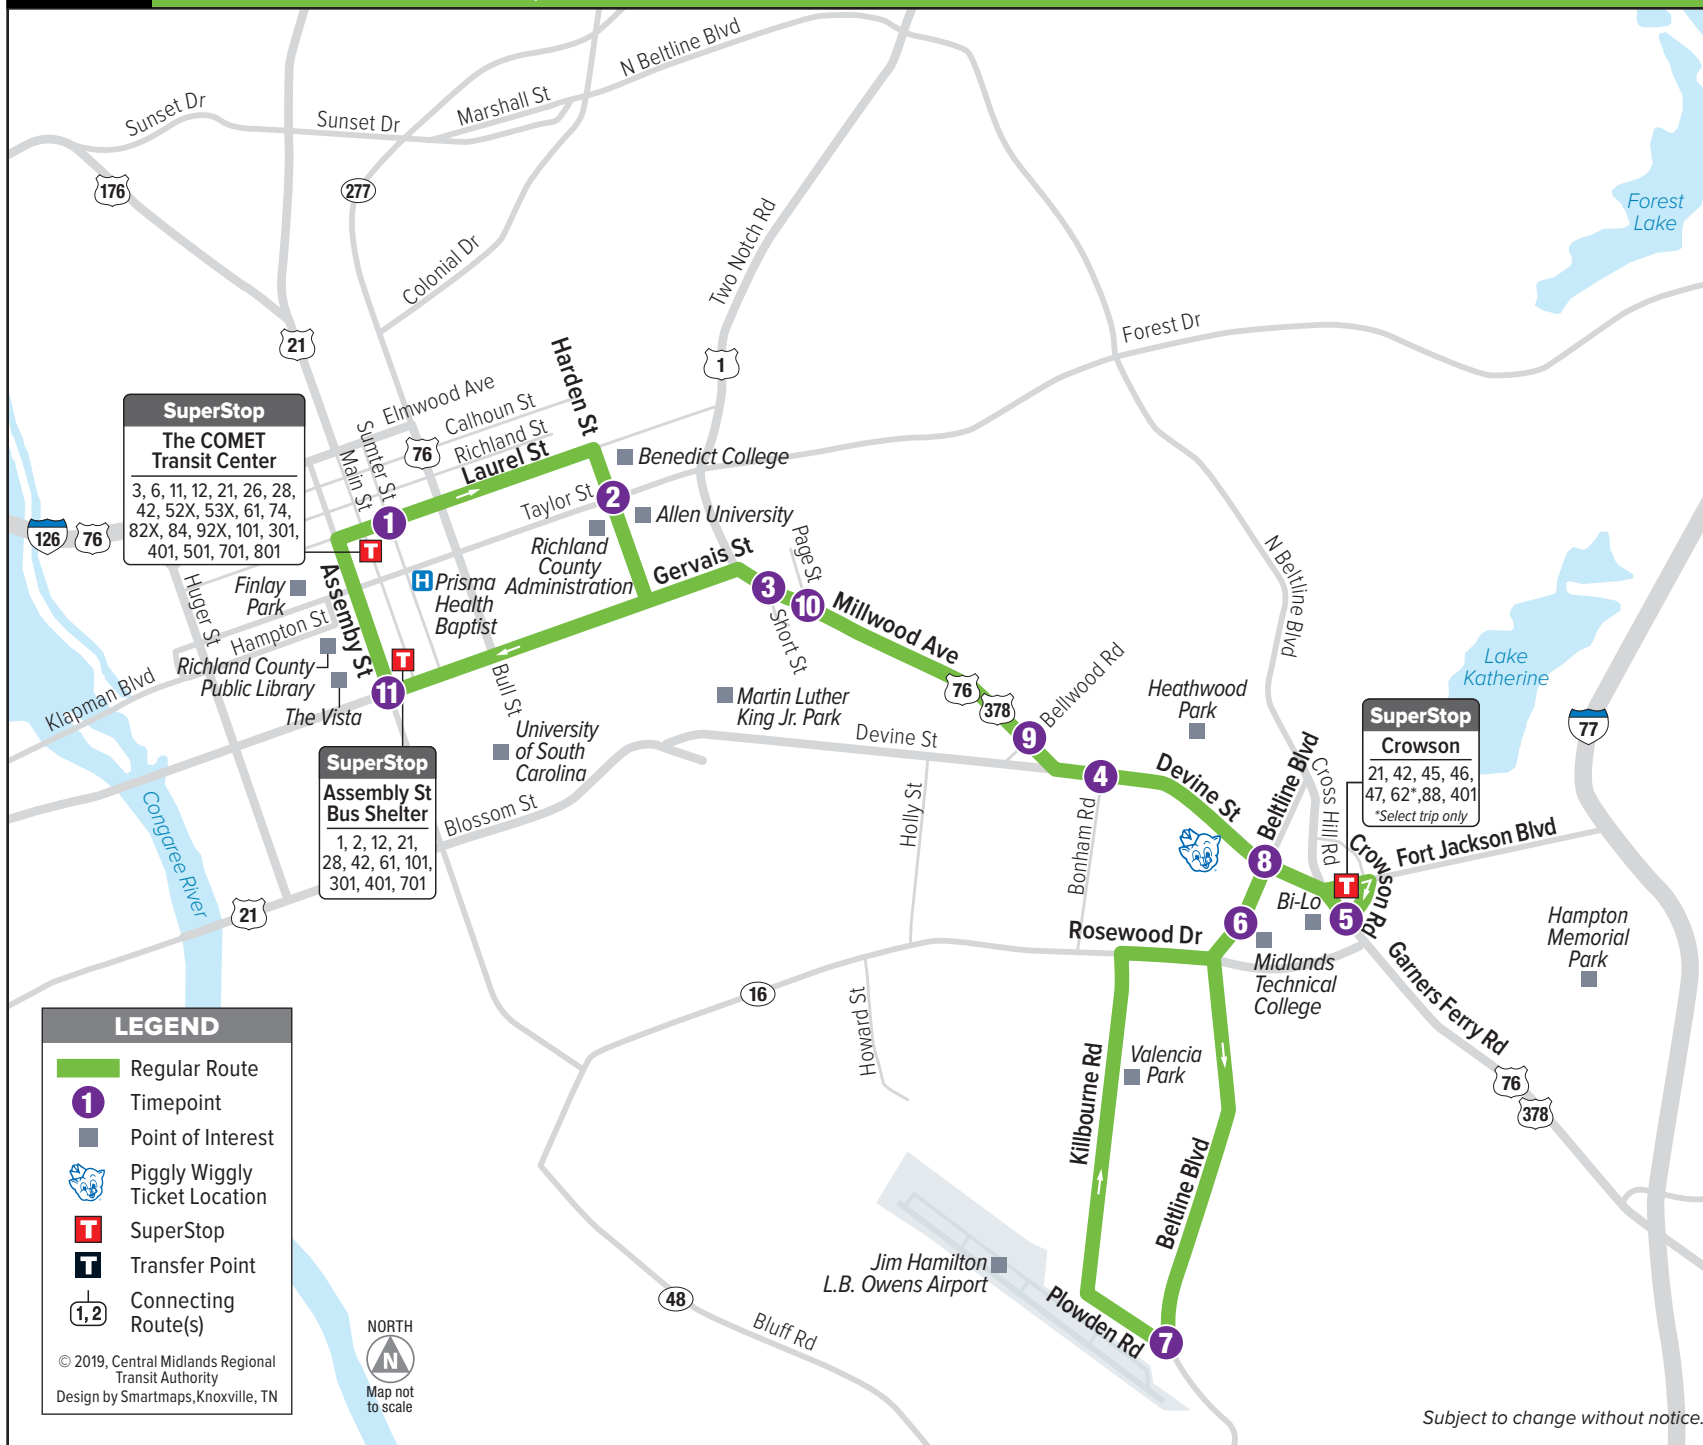 N Beltline Blvd
Sunset Dr
Sunset Dr
Marshall St
176
277
Forest
Lake
Two Notch Rd
Colonial Dr
21
Forest Dr
1
Harden St
Elmwood Ave
Calhoun St
Richland St
Laurel St
Sumter St
Main St
76
SuperStop
The COMET
Transit Center
3, 6, 11, 12, 21, 26, 28,
42, 52X, 53X, 61, 74,
82X, 84, 92X, 101, 301,
401, 501, 701, 801
Benedict College
2
Taylor St
Allen University
1
T
126
76
Richland
County
Administration
Gervais St
Page St
N Beltline Blvd
Huger St
Finlay
Park
Assemby St
H
Prisma
Health
Baptist
3
10
Millwood Ave
Short St
Hampton St
Richland County
Public Library
T
The Vista
11
Klapman Blvd
Bull St
Martin Luther
King Jr. Park
76
378
Bellwood Rd
Heathwood
Park
Lake
Katherine
77
University
of South
Carolina
Devine St
9
4
Devine St
Beltline Blvd
Cross Hill Rd
SuperStop
Crowson
21, 42, 45, 46,
47, 62*,88, 401
*Select trip only
SuperStop
Assembly St
Bus Shelter
1, 2, 12, 21,
28, 42, 61, 101,
301, 401, 701
Blossom St
Congaree River
Holly St
Bonham Rd
8
Crowson Rd
Fort Jackson Blvd
T
5
Bi-Lo
6
21
Rosewood Dr
Midlands
Technical
College
Garners Ferry Rd
Hampton
Memorial
Park
16
Howard St
Killbourne Rd
Valencia
Park
76
378
Beltline Blvd
Jim Hamilton
L.B. Owens Airport
Plowden Rd
7
48
Bluff Rd
LEGEND
Regular Route
1
Timepoint
Point of Interest
Piggly Wiggly
Ticket Location
T
SuperStop
T
Transfer Point
1, 2
Connecting
Route(s)
© 2019, Central Midlands Regional
Transit Authority
Design by Smartmaps,Knoxville, TN
NORTH
N
Map not
to scale
Subject to change without notice.